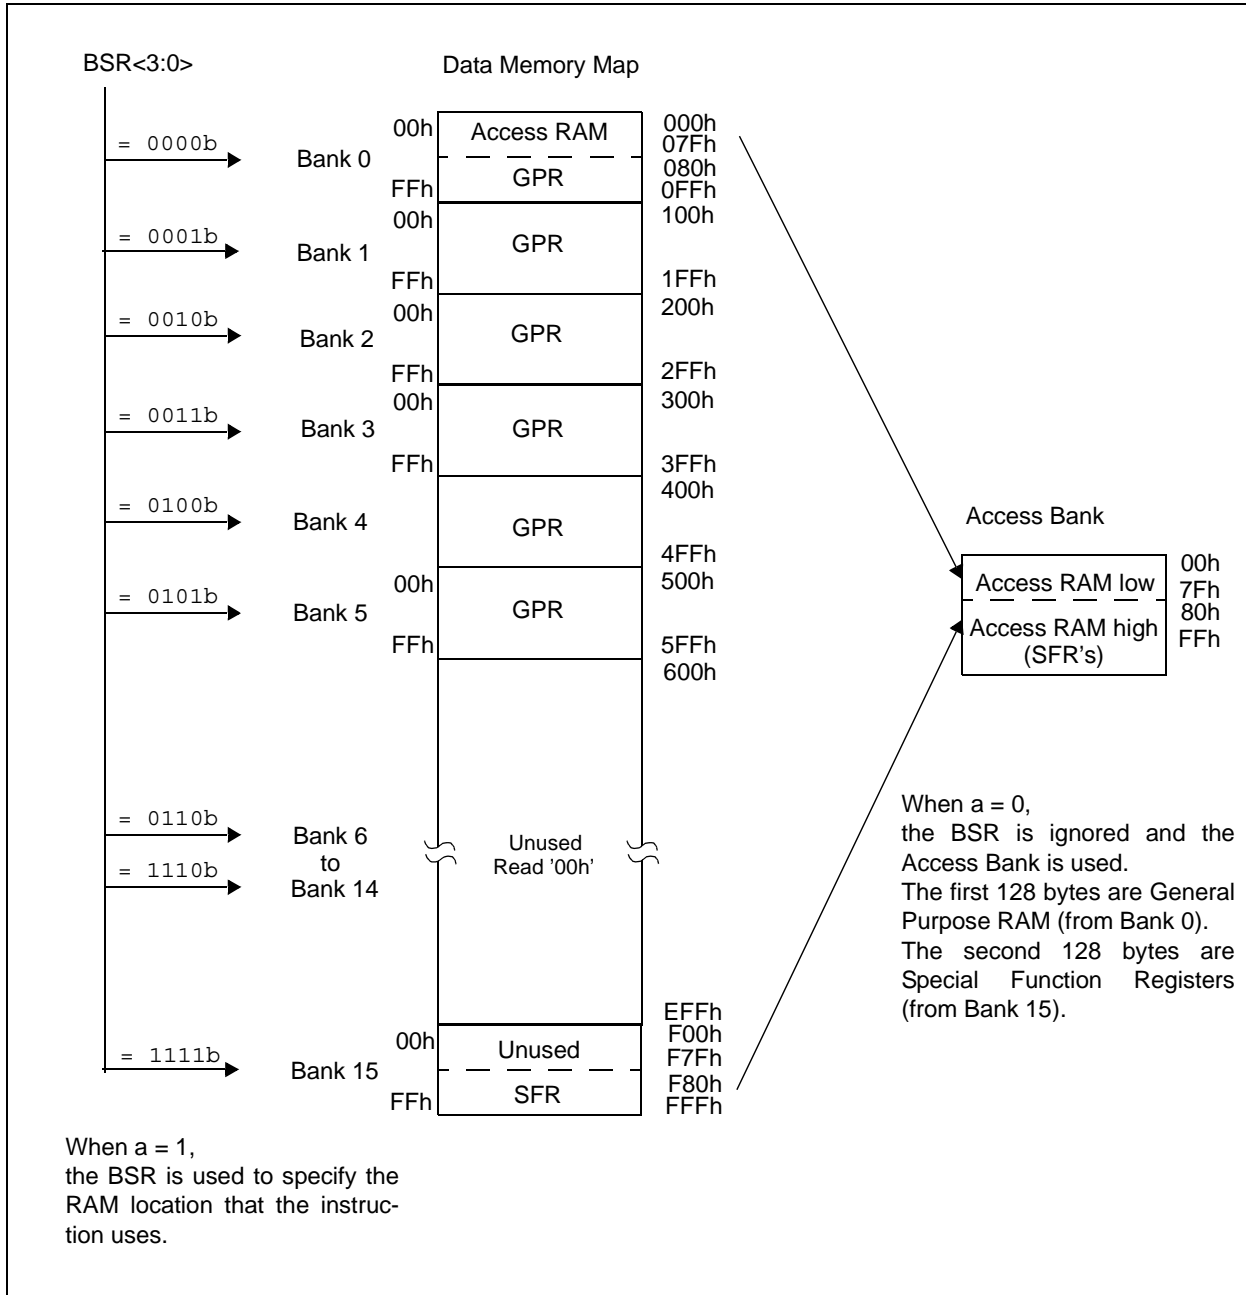 BSR<3:0>
Data Memory Map
= 0000b
Bank 0
00h
Access RAM
000h
07Fh
GPR
080h
FFh
0FFh
= 0001b
Bank 1
00h
GPR
100h
FFh
1FFh
= 0010b
Bank 2
00h
GPR
200h
FFh
2FFh
= 0011b
Bank 3
00h
GPR
300h
FFh
3FFh
= 0100b
Bank 4
GPR
400h
4FFh
= 0101b
Bank 5
00h
GPR
500h
FFh
5FFh
600h
= 0110b
Bank 6
to
= 1110b
Bank 14
Unused
Read '00h'
EFFh
= 1111b
Bank 15
00h
Unused
F00h
F7Fh
FFh
SFR
F80h
FFFh
Access Bank
Access RAM low
00h
7Fh
Access RAM high
(SFR's)
80h
FFh
When a = 0,
the BSR is ignored and the
Access Bank is used.
The first 128 bytes are General
Purpose RAM (from Bank 0).
The second 128 bytes are
Special Function Registers
(from Bank 15).
When a = 1,
the BSR is used to specify the
RAM location that the instruc-
tion uses.